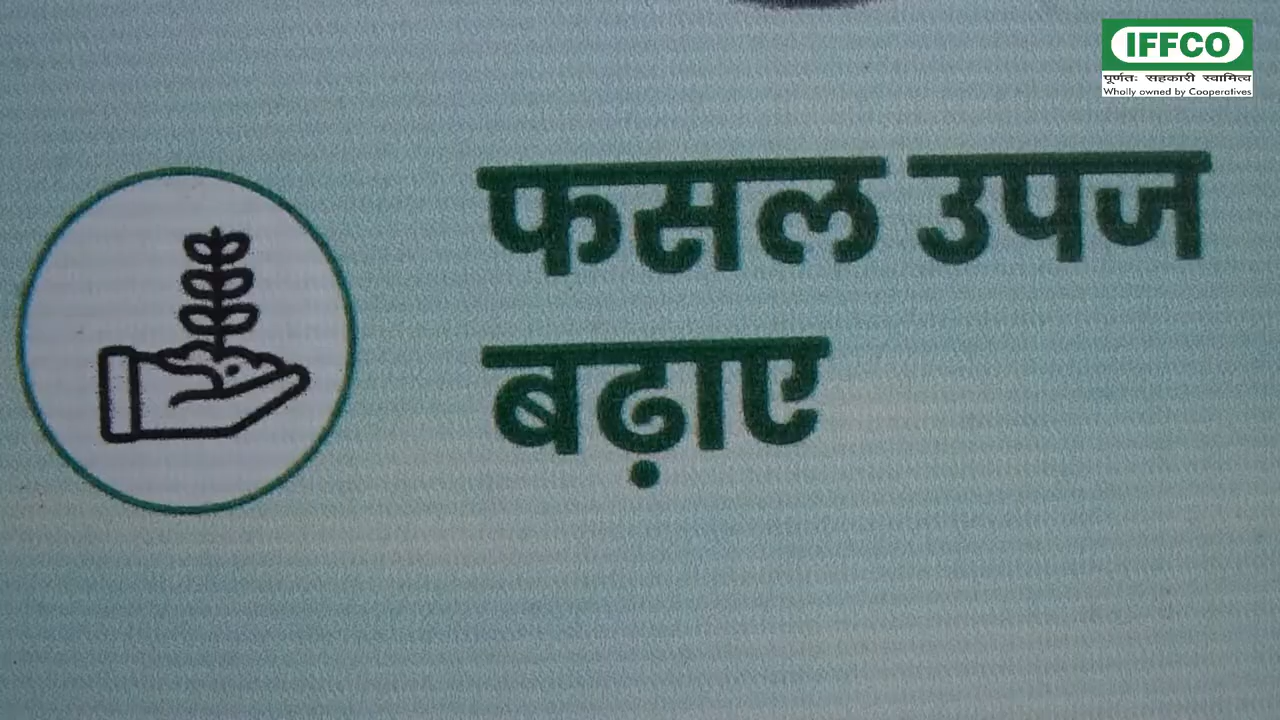 IFFCO
पूर्णतः सहकारी स्वामित्व
Wholly owned by Cooperatives
फसल उपज
बढ़ाए